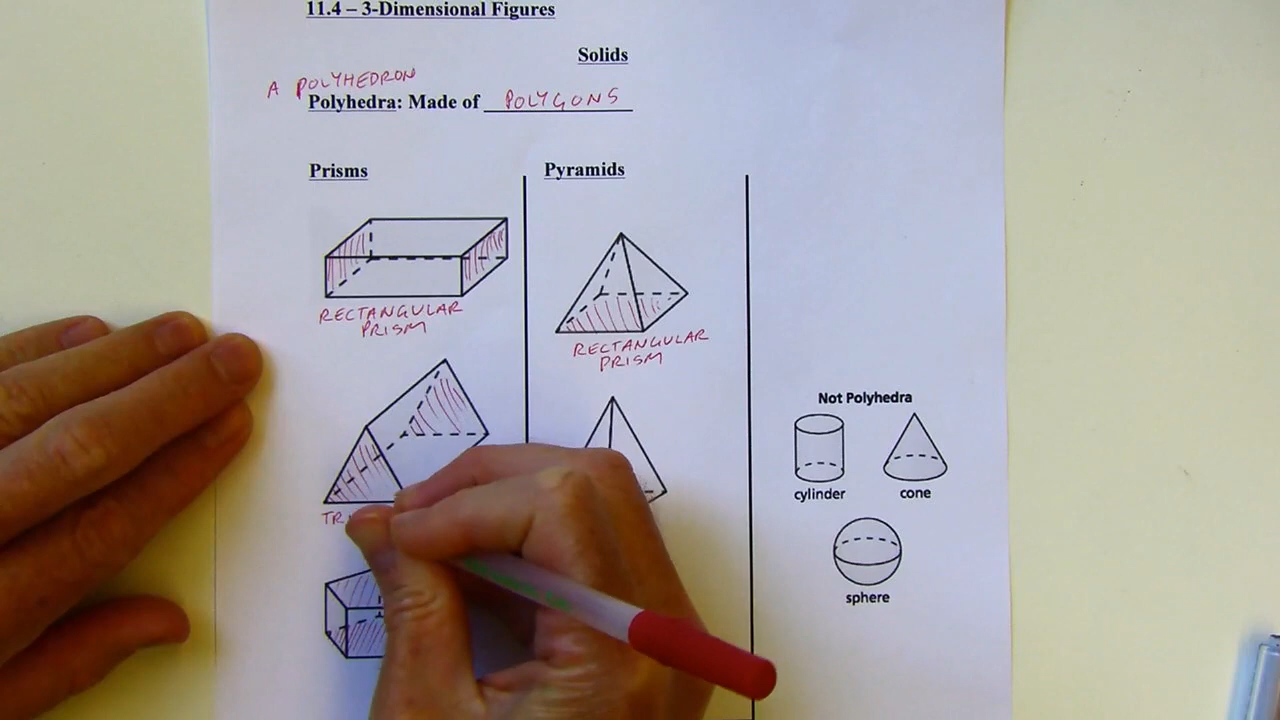 11.4 – 3-Dimensional Figures
Solids
A POLYHEDRON
Polyhedra: Made of POLYGONS
Prisms
Pyramids
RECTANGULAR
PRISM
RECTANGULAR
PRISM
TRI
Not Polyhedra
cylinder
cone
sphere